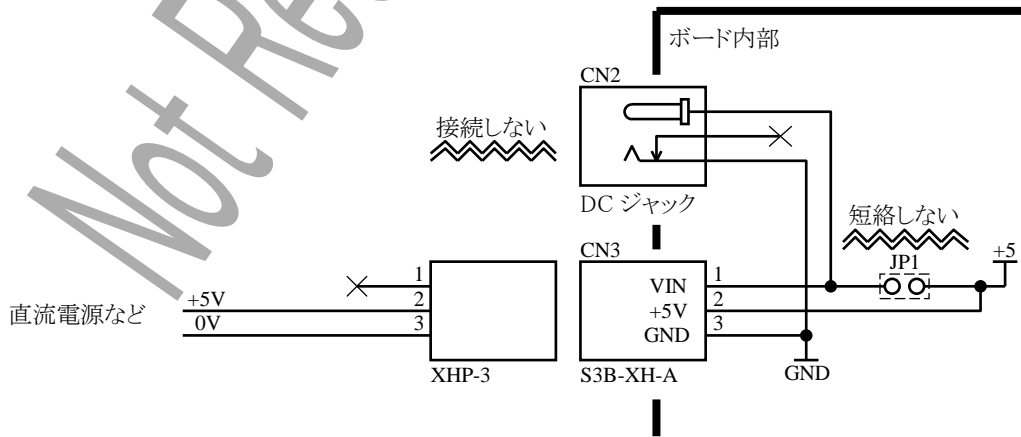 Not Re
ボード内部
CN2
接続しない
DC ジャック
短絡しない
CN3
JP1
+5
直流電源など
+5V
0V
1
2
3
XHP-3
VIN
+5V
GND
1
2
3
S3B-XH-A
GND